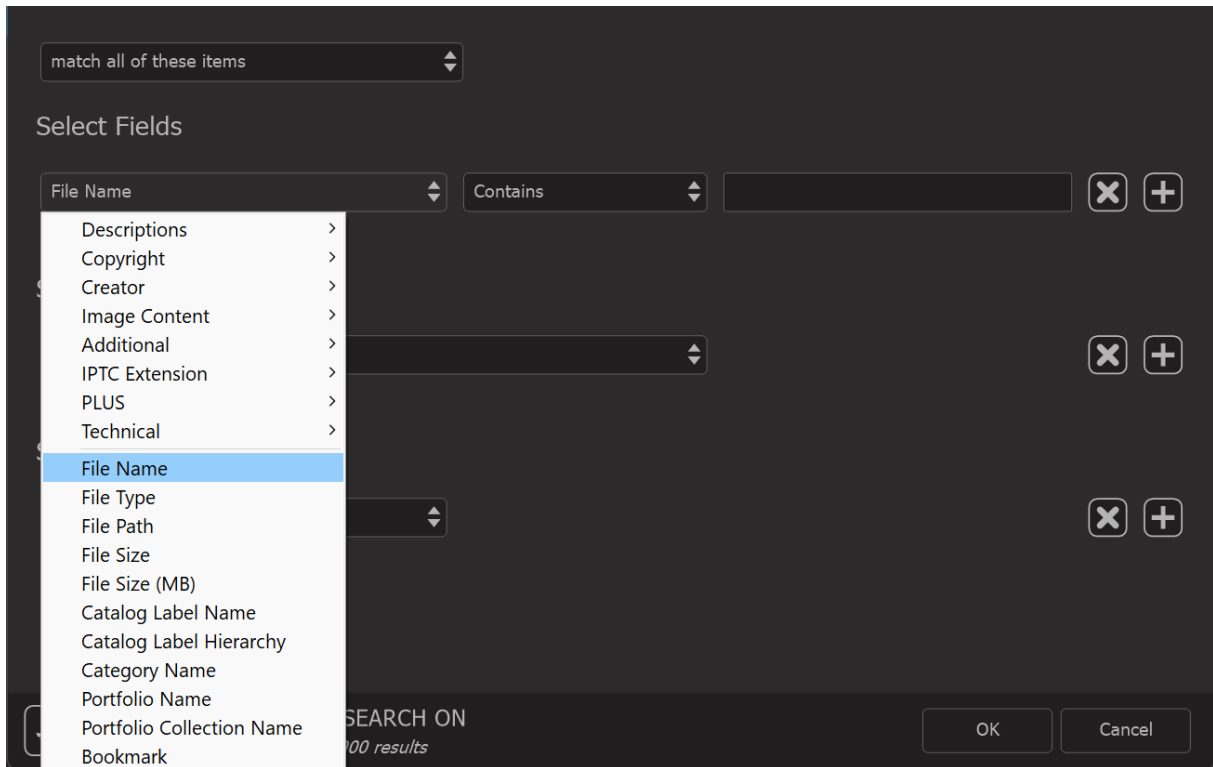 match all of these items
Select Fields
File Name
Contains
Descriptions
Copyright
Creator
Image Content
Additional
IPTC Extension
PLUS
Technical
File Name
File Type
File Path
File Size
File Size (MB)
Catalog Label Name
Catalog Label Hierarchy
Category Name
Portfolio Name
Portfolio Collection Name
Bookmark
SEARCH ON
results
OK
Cancel